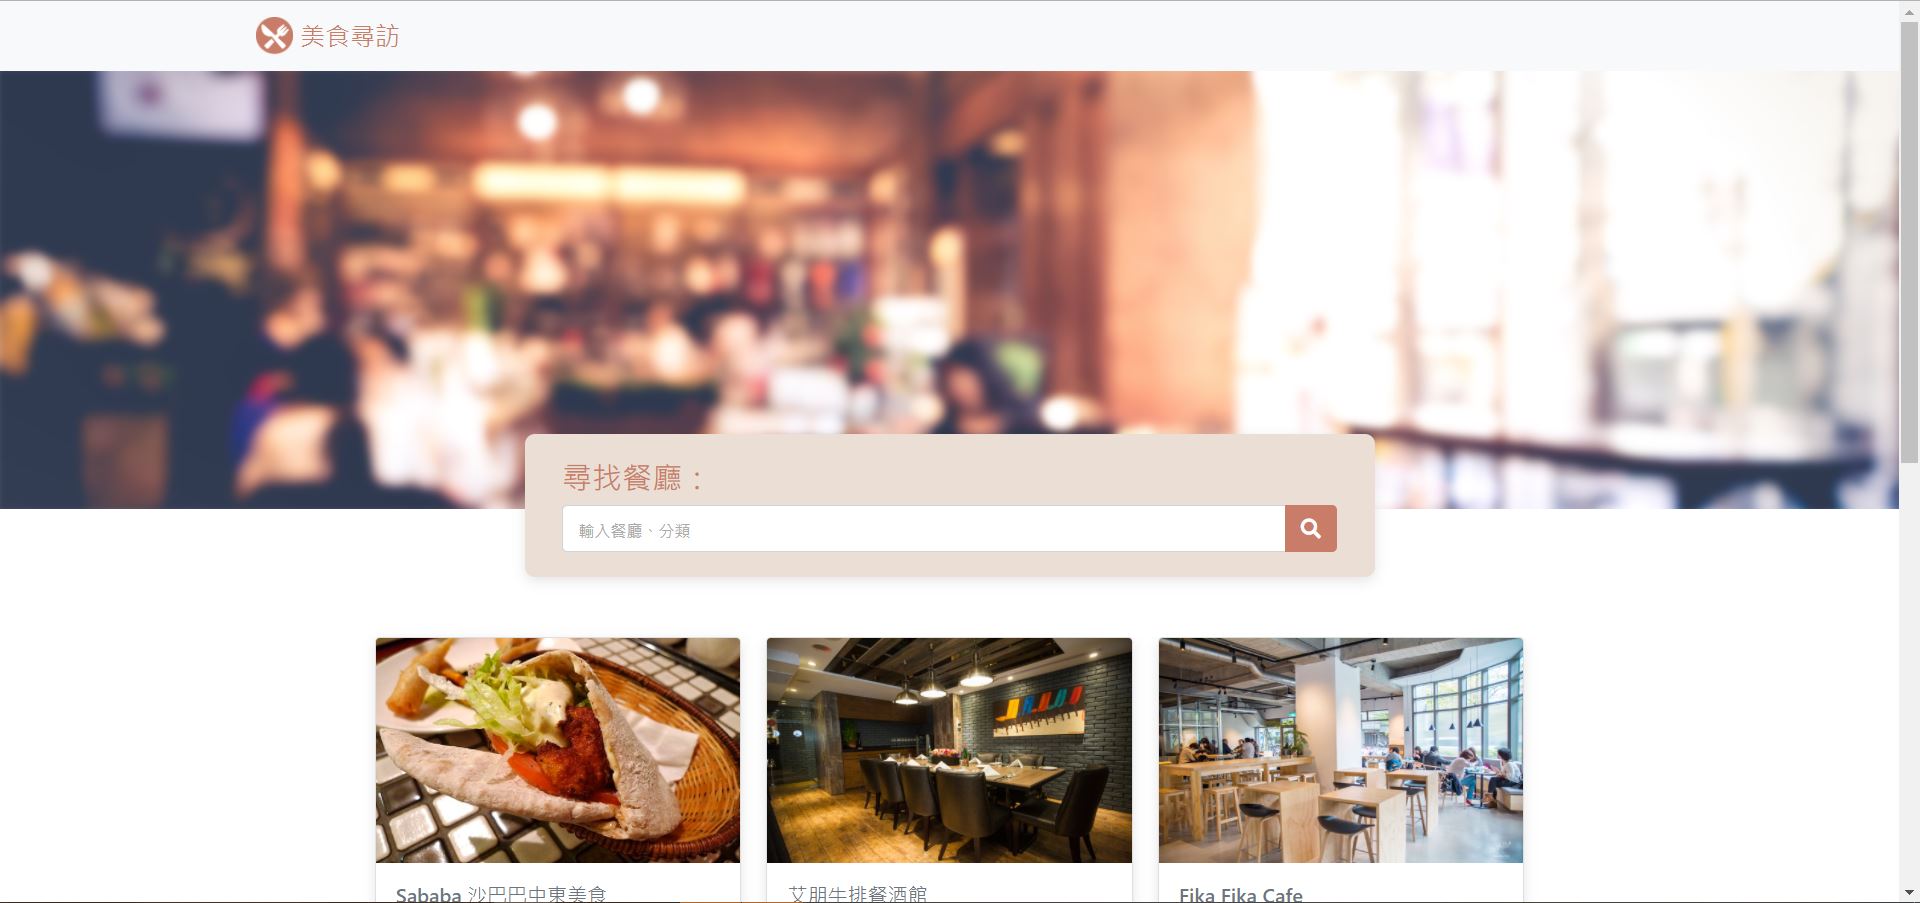 美食尋訪
尋找餐廳：
輸入餐廳、分類
Sababa 沙巴巴中東美食
艾朋牛排餐酒館
Fika Fika Cafe